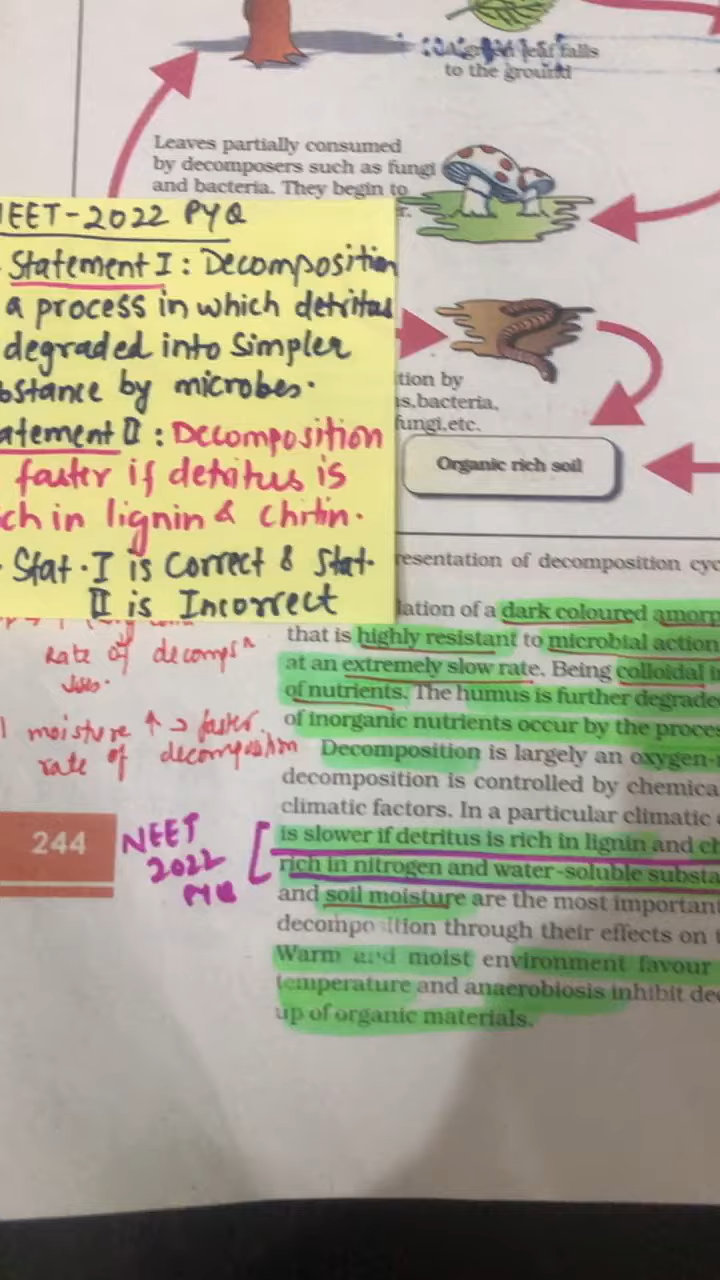 leaf falls
to the ground
Leaves partially consumed
by decomposers such as fungi
and bacteria. They begin to
NEET-2022 PYQ
Statement I : Decomposition
a process in which detritus
degraded into simpler
bstance by microbes.
atement II : Decomposition
faster if detritus is
ch in lignin & chitin.
Stat. I is correct & Stat.
II is Incorrect
tion by
s,bacteria,
fungi,etc.
Organic rich soil
resentation of decomposition cyc
lation of a dark coloured amorp
that is highly resistant to microbial action
at an extremely slow rate. Being colloidal i
of nutrients. The humus is further degrade
of inorganic nutrients occur by the proces
Decomposition is largely an oxygen-
decomposition is controlled by chemica
climatic factors. In a particular climatic
is slower if detritus is rich in lignin and ch
rich in nitrogen and water-soluble substa
and soil moisture are the most important
decomposition through their effects on
Warm and moist environment favour
temperature and anaerobiosis inhibit de
up of organic materials.
rate of decomps^n
moisture ↑ → faster
rate of decomposition
244
NEET
2022
PYQ